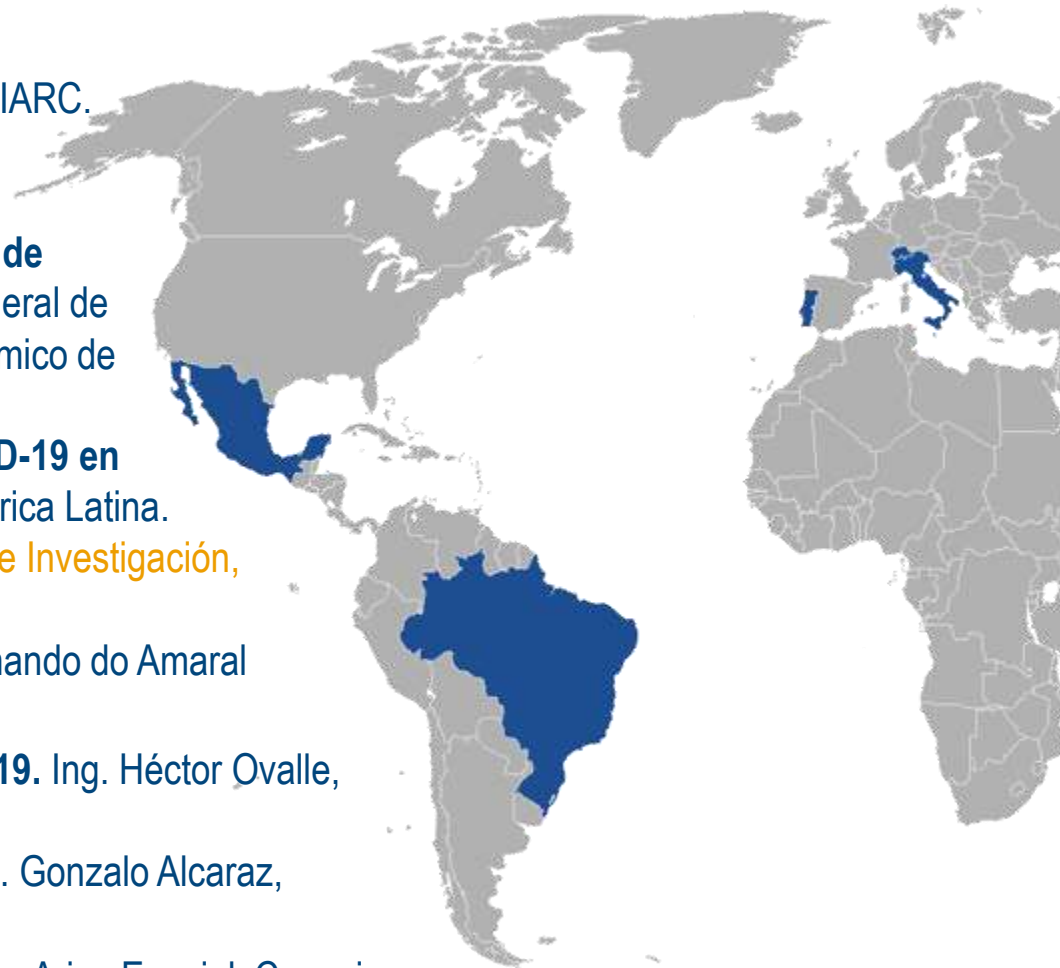 IARC.
de
eral de
mico de
D-19 en
rica Latina.
e Investigación,
nando do Amaral
19. Ing. Héctor Ovalle,
. Gonzalo Alcaraz,